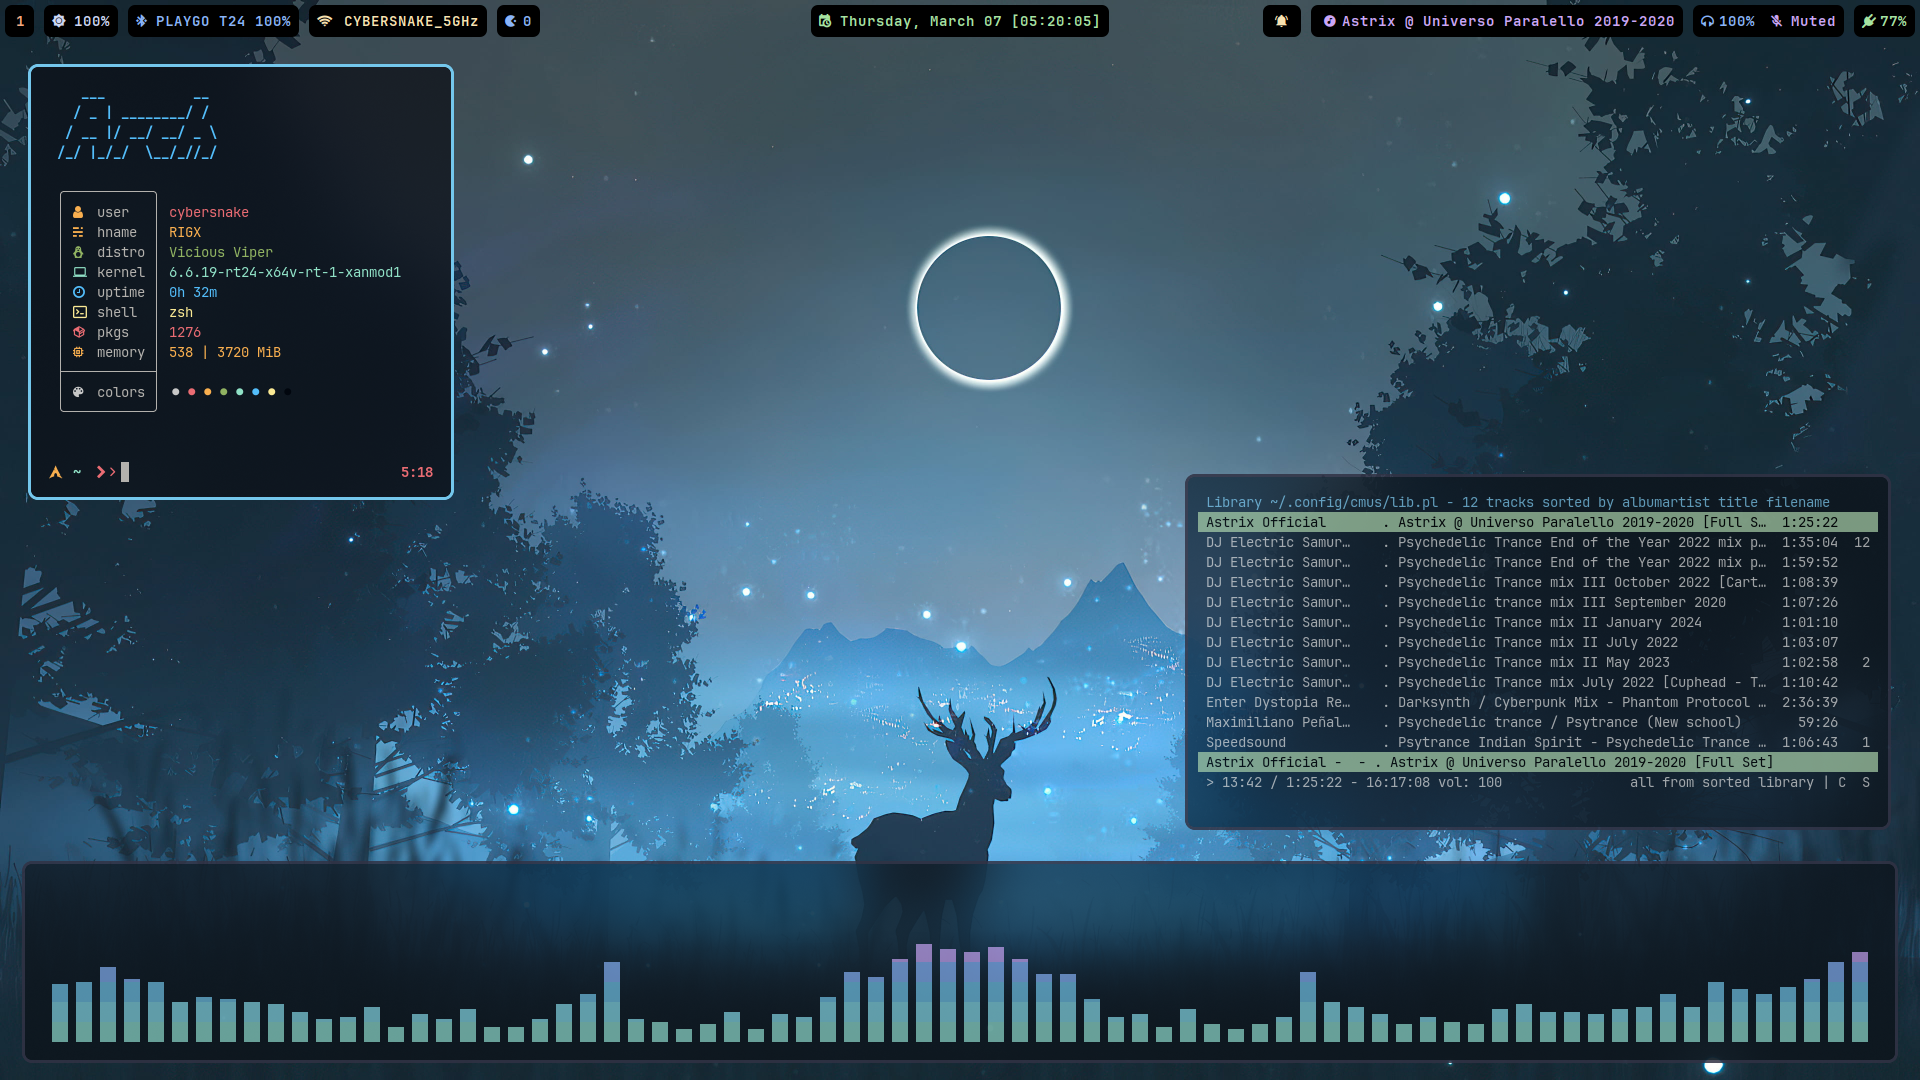 1 100% PLAYGO T24 100% CYBERSNAKE_5GHz 0 Thursday, March 07 [05:20:05] Astrix @ Universo Paralello 2019-2020 100% Muted 77%
user cybersnake
hname RIGX
distro Vicious Viper
kernel 6.6.19-rt24-x64v-rt-1-xanmod1
uptime 0h 32m
shell zsh
pkgs 1276
memory 538 | 3720 MiB
colors
~ 5:18
Library ~/.config/cmus/lib.pl - 12 tracks sorted by albumartist title filename
Astrix Official . Astrix @ Universo Paralello 2019-2020 [Full S… 1:25:22
DJ Electric Samur… . Psychedelic Trance End of the Year 2022 mix p… 1:35:04 12
DJ Electric Samur… . Psychedelic Trance End of the Year 2022 mix p… 1:59:52
DJ Electric Samur… . Psychedelic Trance mix III October 2022 [Cart… 1:08:39
DJ Electric Samur… . Psychedelic trance mix III September 2020 1:07:26
DJ Electric Samur… . Psychedelic Trance mix II January 2024 1:01:10
DJ Electric Samur… . Psychedelic Trance mix II July 2022 1:03:07
DJ Electric Samur… . Psychedelic Trance mix II May 2023 1:02:58 2
DJ Electric Samur… . Psychedelic Trance mix July 2022 [Cuphead - T… 1:10:42
Enter Dystopia Re… . Darksynth / Cyberpunk Mix - Phantom Protocol … 2:36:39
Maximiliano Peñal… . Psychedelic trance / Psytrance (New school) 59:26
Speedsound . Psytrance Indian Spirit - Psychedelic Trance … 1:06:43 1
Astrix Official - - . Astrix @ Universo Paralello 2019-2020 [Full Set]
> 13:42 / 1:25:22 - 16:17:08 vol: 100 all from sorted library | C S